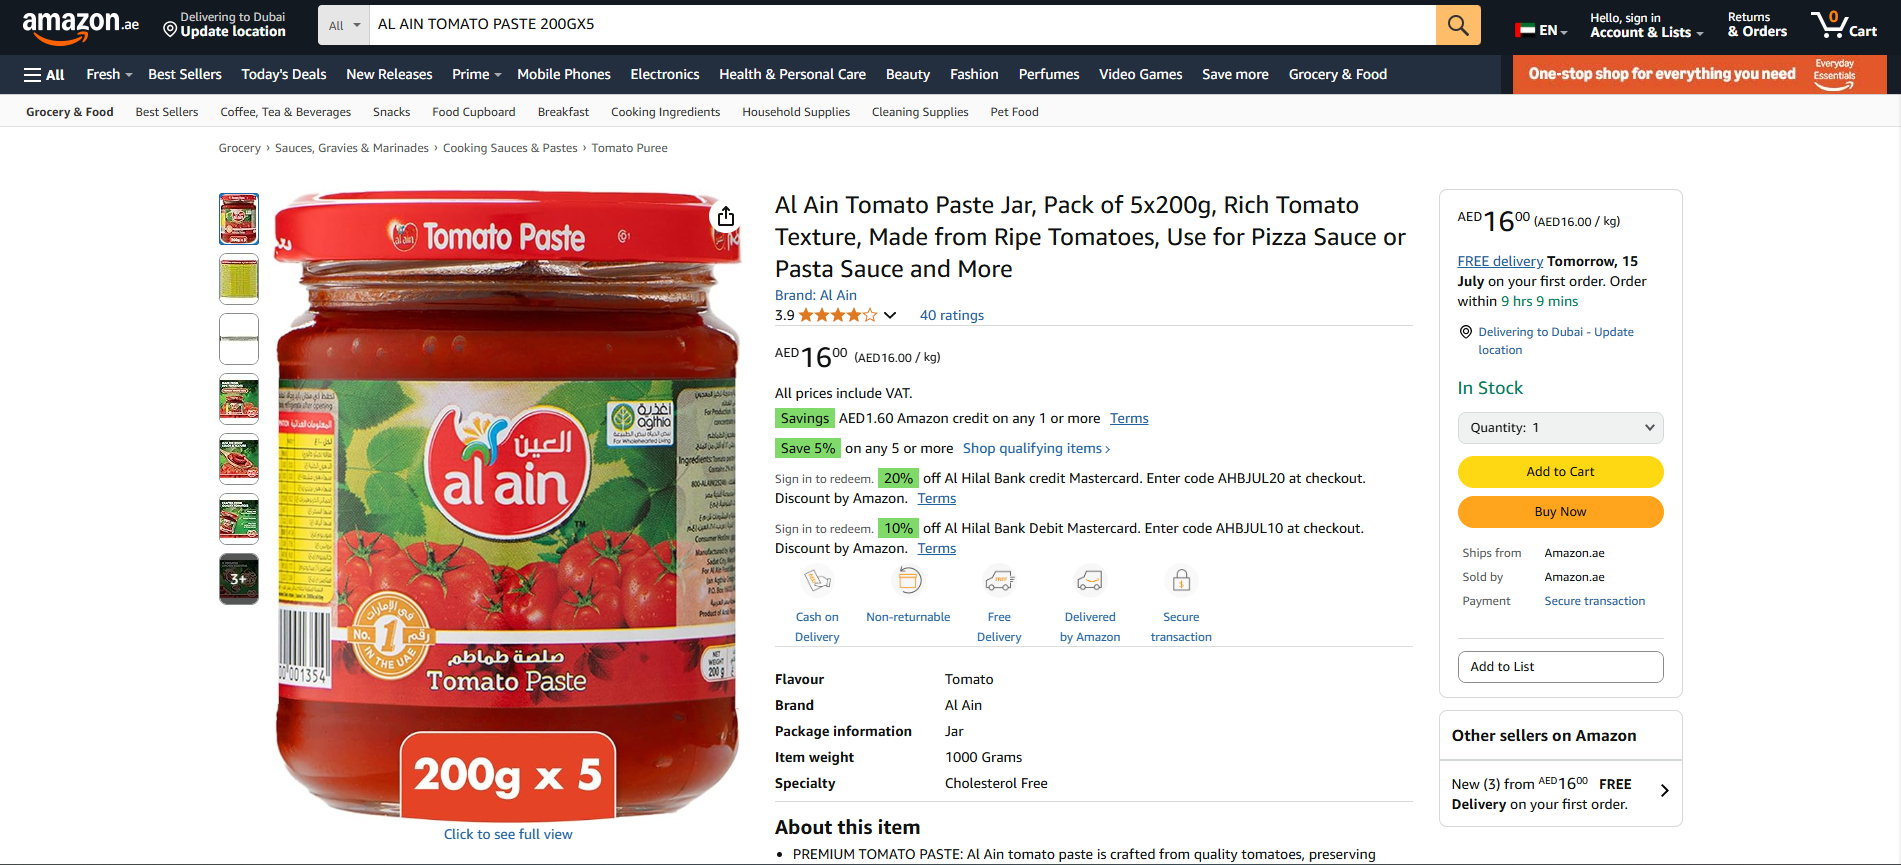 amazon.ae
Delivering to Dubai
Update location
All
AL AIN TOMATO PASTE 200GX5
EN
Hello, sign in
Account & Lists
Returns
& Orders
0
Cart
All
Fresh
Best Sellers
Today's Deals
New Releases
Prime
Mobile Phones
Electronics
Health & Personal Care
Beauty
Fashion
Perfumes
Video Games
Save more
Grocery & Food
One-stop shop for everything you need
Everyday
Essentials
Grocery & Food
Best Sellers
Coffee, Tea & Beverages
Snacks
Food Cupboard
Breakfast
Cooking Ingredients
Household Supplies
Cleaning Supplies
Pet Food
Grocery › Sauces, Gravies & Marinades › Cooking Sauces & Pastes › Tomato Puree
3+
al ain
Tomato Paste
أغذية
aghtia
For Wholehearted Living
العين
al ain
TM
في الإمارات
No. 1 رقم
IN THE UAE
صلصة طماطم
Tomato Paste
NET
WEIGHT
200 g
001354
200g x 5
Click to see full view
Al Ain Tomato Paste Jar, Pack of 5x200g, Rich Tomato
Texture, Made from Ripe Tomatoes, Use for Pizza Sauce or
Pasta Sauce and More
Brand: Al Ain
3.9
40 ratings
AED1600 (AED16.00 / kg)
All prices include VAT.
Savings AED1.60 Amazon credit on any 1 or more Terms
Save 5% on any 5 or more Shop qualifying items ›
Sign in to redeem. 20% off Al Hilal Bank credit Mastercard. Enter code AHBJUL20 at checkout.
Discount by Amazon. Terms
Sign in to redeem. 10% off Al Hilal Bank Debit Mastercard. Enter code AHBJUL10 at checkout.
Discount by Amazon. Terms
Cash on
Delivery
Non-returnable
Free
Delivery
Delivered
by Amazon
Secure
transaction
Flavour Tomato
Brand Al Ain
Package information Jar
Item weight 1000 Grams
Specialty Cholesterol Free
About this item
• PREMIUM TOMATO PASTE: Al Ain tomato paste is crafted from quality tomatoes, preserving
AED1600 (AED16.00 / kg)
FREE delivery Tomorrow, 15
July on your first order. Order
within 9 hrs 9 mins
Delivering to Dubai - Update
location
In Stock
Quantity: 1
Add to Cart
Buy Now
Ships from Amazon.ae
Sold by Amazon.ae
Payment Secure transaction
Add to List
Other sellers on Amazon
New (3) from AED1600 FREE
Delivery on your first order.